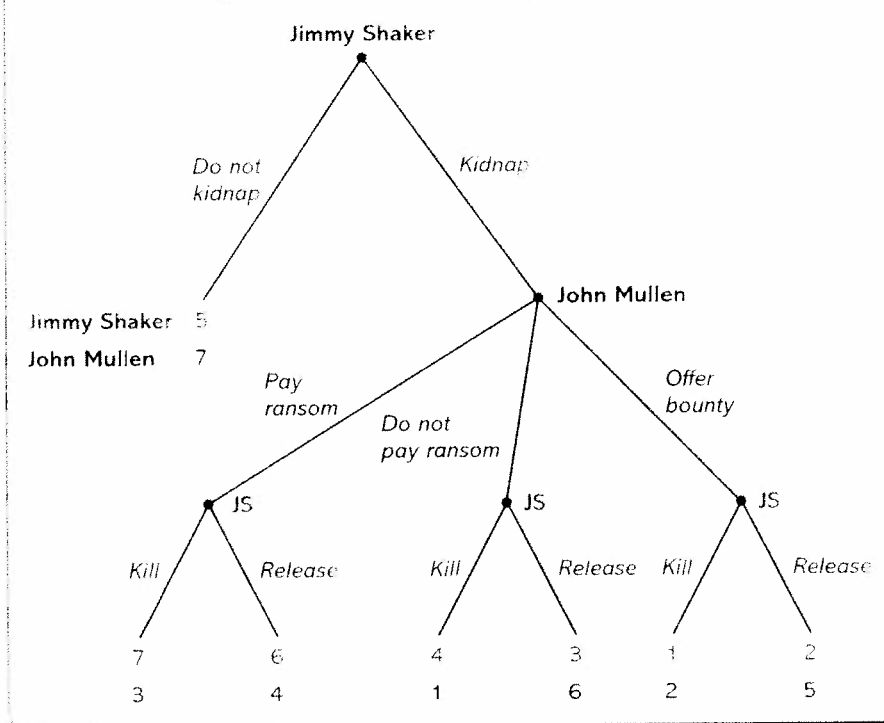 Jimmy Shaker
Do not
kidnap
Kidnap
John Mullen
Jimmy Shaker 5
John Mullen 7
Pay
ransom
Do not
pay ransom
Offer
bounty
JS
JS
JS
Kill
Release
Kill
Release
Kill
Release
7 6 4 3 1 2
3 4 1 6 2 5